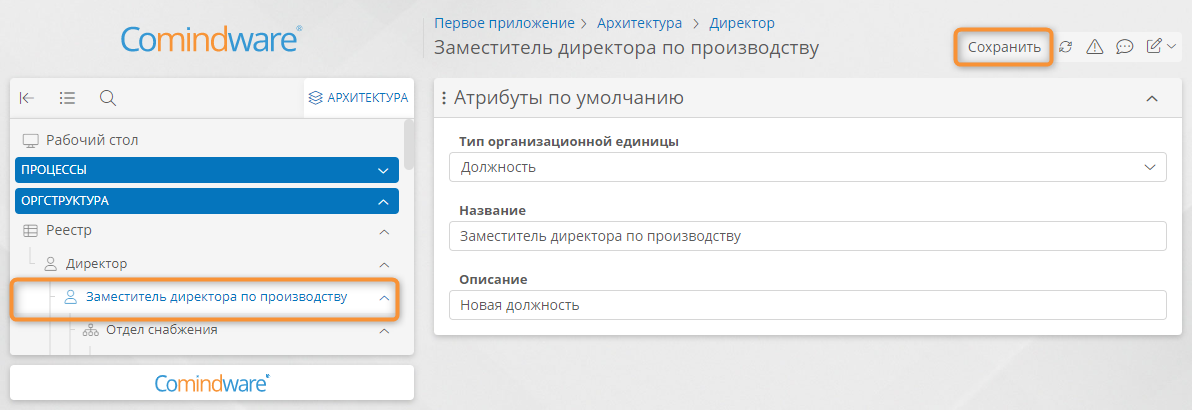 Comindware®
Первое приложение > Архитектура > Директор
Заместитель директора по производству
Сохранить
АРХИТЕКТУРА
Рабочий стол
ПРОЦЕССЫ
ОРГСТРУКТУРА
Реестр
Директор
Заместитель директора по производству
Отдел снабжения
Comindware®
Атрибуты по умолчанию
Тип организационной единицы
Должность
Название
Заместитель директора по производству
Описание
Новая должность